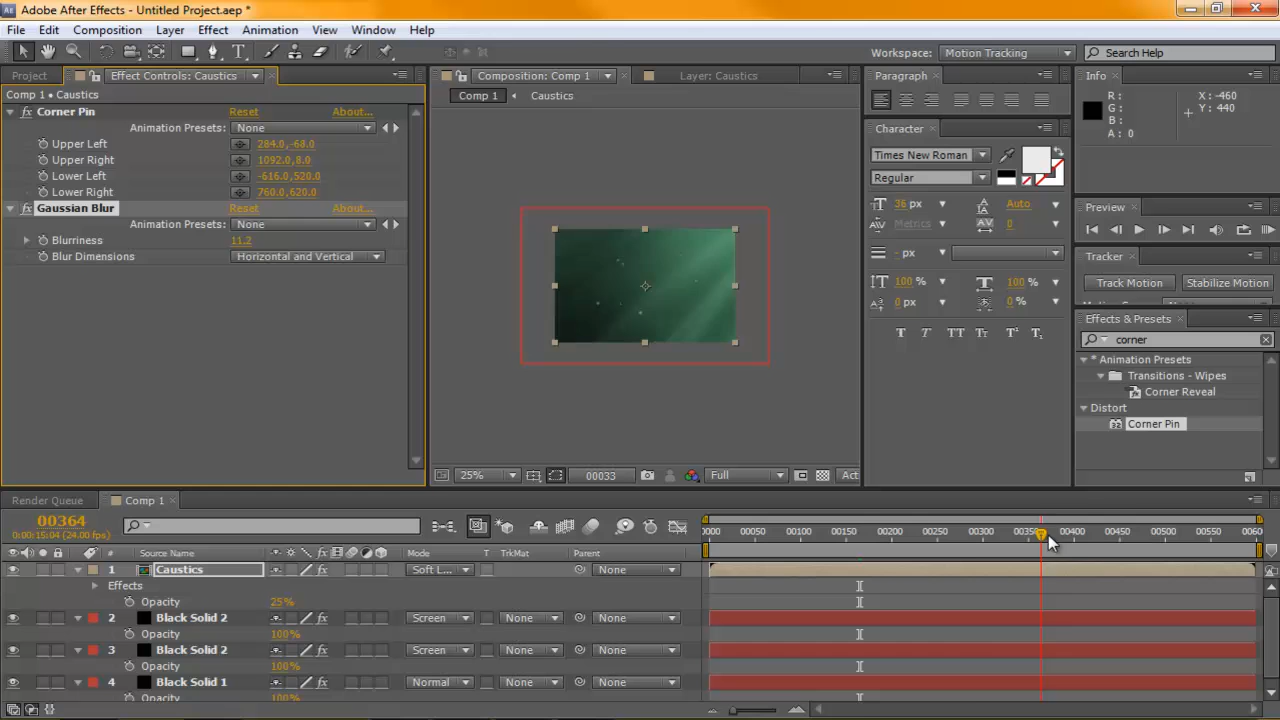 Adobe After Effects - Untitled Project.aep *
File Edit Composition Layer Effect Animation View Window Help
Workspace: Motion Tracking Search Help
Project Effect Controls: Caustics
Comp 1 • Caustics
Corner Pin Reset About...
Animation Presets: None
Upper Left 284.0,-68.0
Upper Right 1092.0,8.0
Lower Left -616.0,520.0
Lower Right 760.0,620.0
Gaussian Blur Reset About...
Animation Presets: None
Blurriness 11.2
Blur Dimensions Horizontal and Vertical
Composition: Comp 1 Layer: Caustics
Comp 1 Caustics
25% 00033 Full Act
Paragraph
Character
Times New Roman
Regular
36 px Auto
Metrics 0
- px
100 % 100 %
0 px 0 %
T T TT Tr T¹ T₁
Info
R: X: -460
G: Y: 440
B:
A: 0
Preview
Tracker
Track Motion Stabilize Motion
Effects & Presets
corner
* Animation Presets
Transitions - Wipes
Corner Reveal
Distort
Corner Pin
Render Queue Comp 1
00364
0:00:15:04 (24.00 fps)
0000 00050 00100 00150 00200 00250 00300 00350 00400 00450 00500 00550 0060
# Source Name Mode T TrkMat Parent
1 Caustics Soft L... None
Effects
Opacity 25%
2 Black Solid 2 Screen None None
Opacity 100%
3 Black Solid 2 Screen None None
Opacity 100%
4 Black Solid 1 Normal None None
Opacity 100%